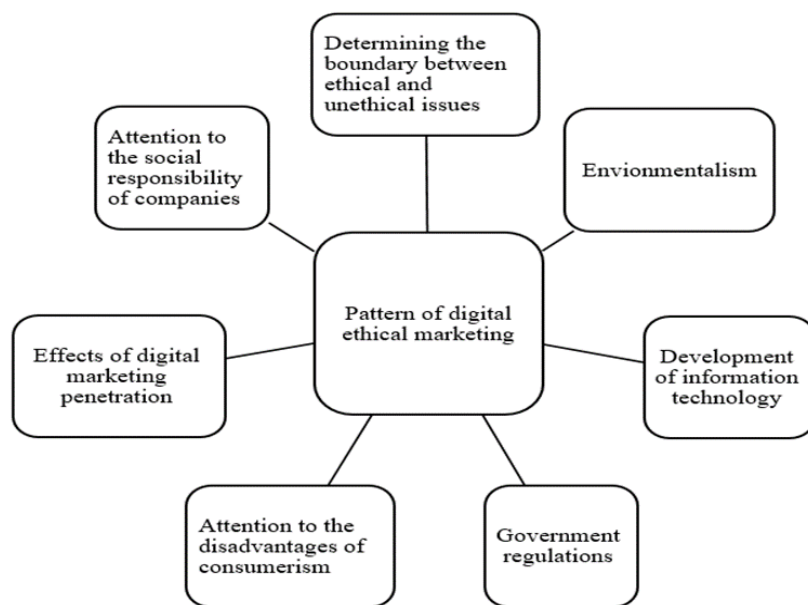 Determining the
boundary between
ethical and
unethical issues
Attention to
the social
responsibility
of companies
Envionmentalism
Pattern of digital
ethical marketing
Effects of digital
marketing
penetration
Development
of information
technology
Attention to the
disadvantages of
consumerism
Government
regulations